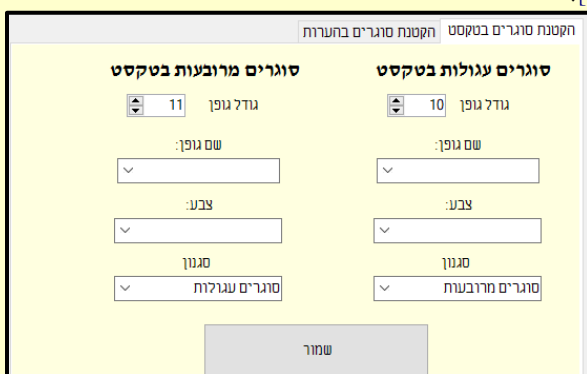 הקטנת סוגרים בטקסט הקטנת סוגרים בהערות
סוגרים עגולות בטקסט סוגרים מרובעות בטקסט
גודל גופן 10 גודל גופן 11
שם גופן: שם גופן:
צבע: צבע:
סגנון סגנון
סוגרים מרובעות סוגרים עגולות
שמור